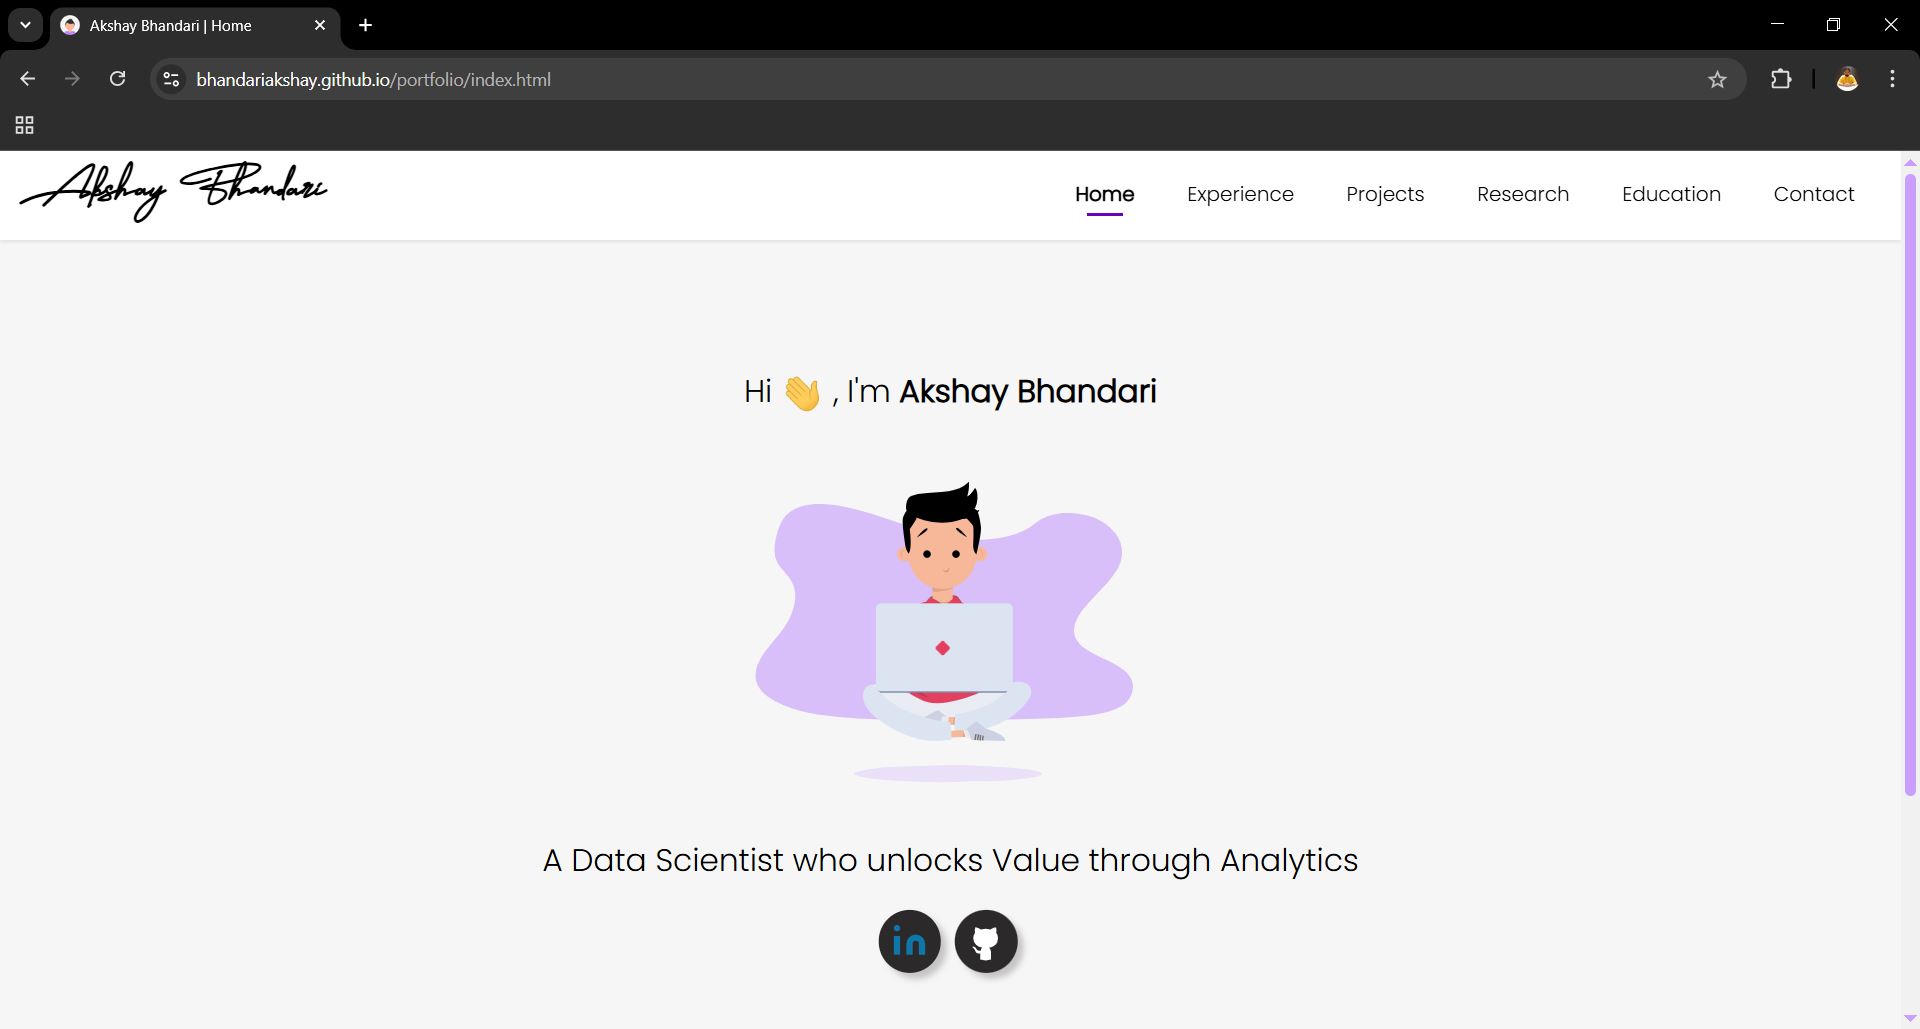 Akshay Bhandari | Home
bhandariakshay.github.io/portfolio/index.html
Akshay Bhandari
Home Experience Projects Research Education Contact
Hi 👋 , I'm Akshay Bhandari
A Data Scientist who unlocks Value through Analytics
in